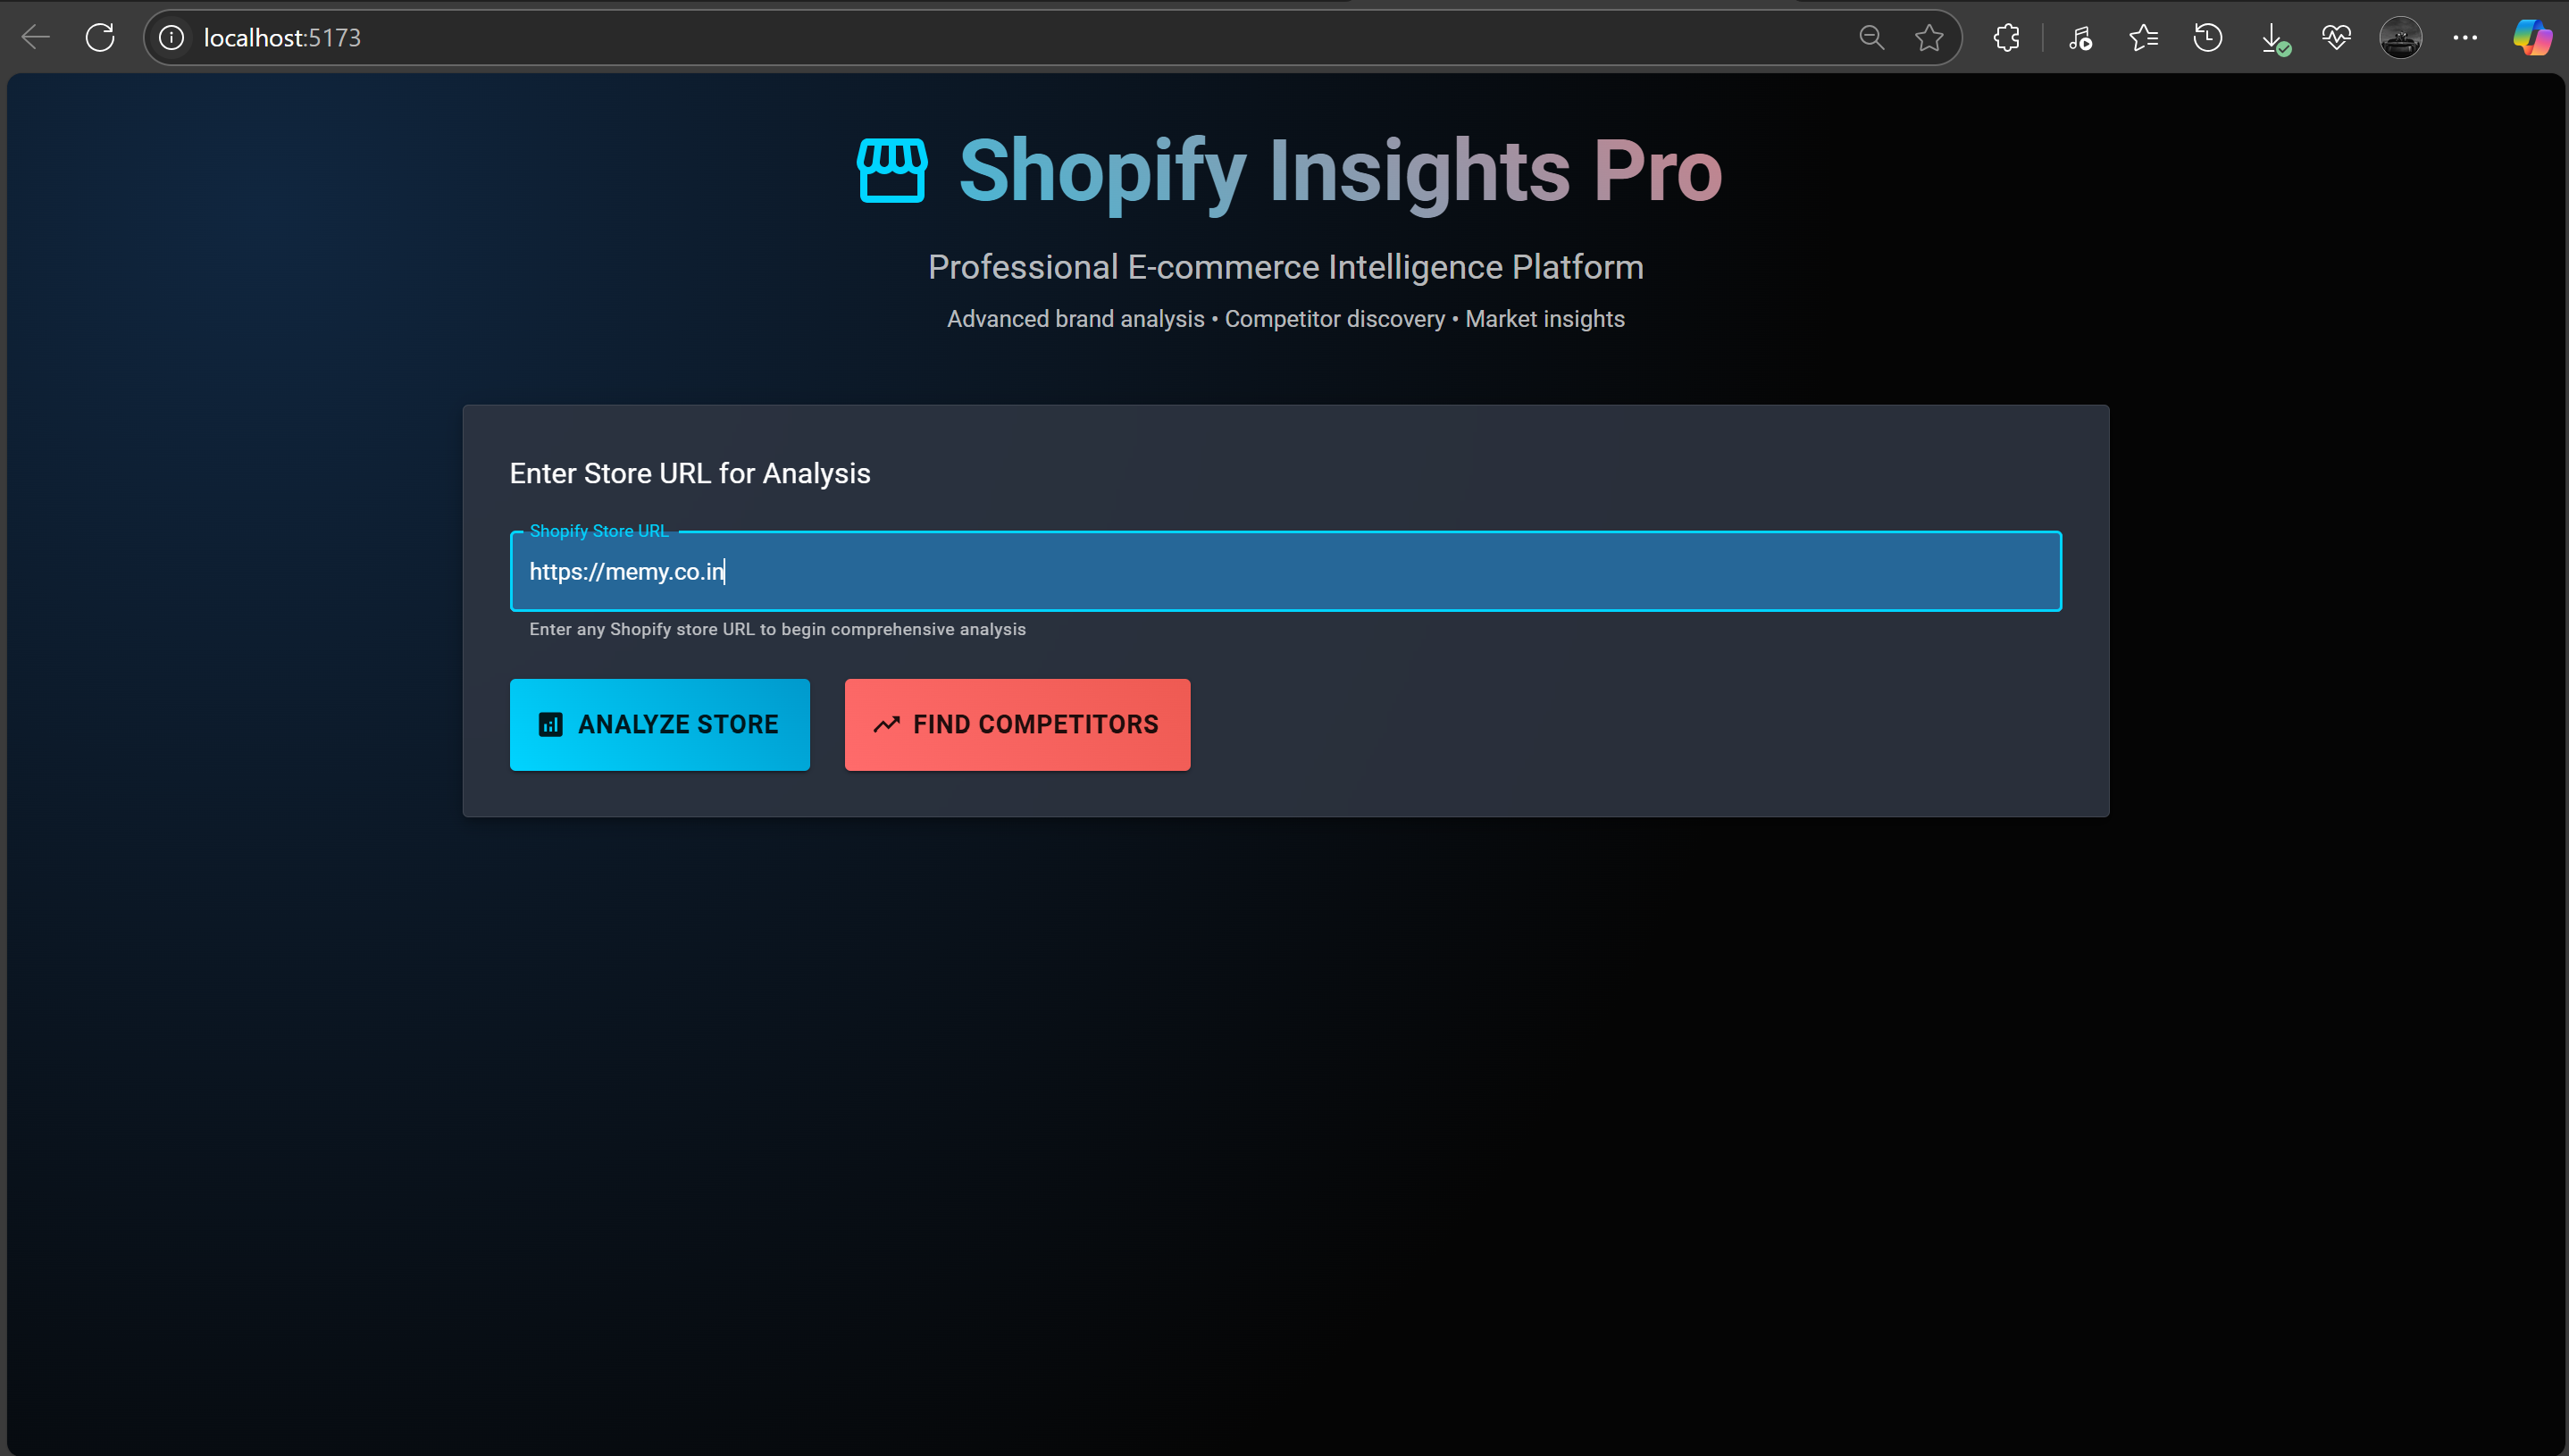 localhost:5173
Shopify Insights Pro
Professional E-commerce Intelligence Platform
Advanced brand analysis • Competitor discovery • Market insights
Enter Store URL for Analysis
Shopify Store URL
https://memy.co.in
Enter any Shopify store URL to begin comprehensive analysis
ANALYZE STORE
FIND COMPETITORS